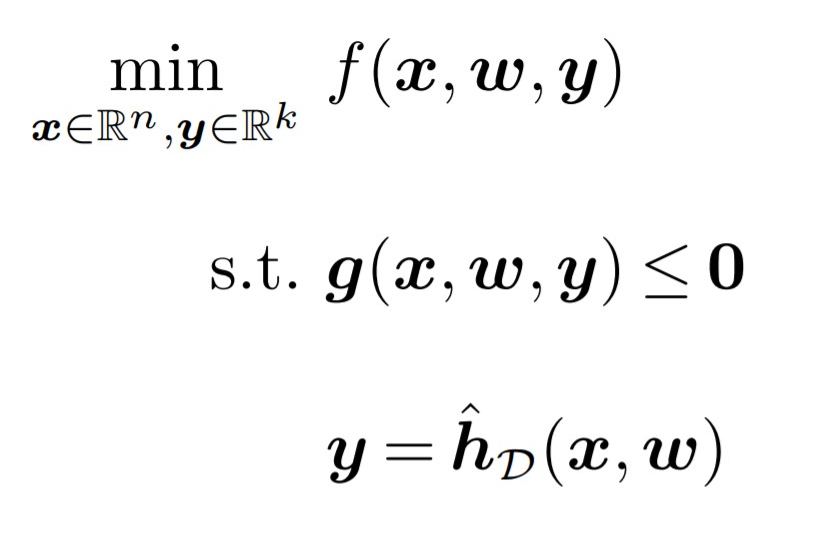 min f(x, w, y)
x∈ℝⁿ,y∈ℝᵏ
s.t. g(x, w, y) ≤ 0
y = ĥ_𝒟(x, w)